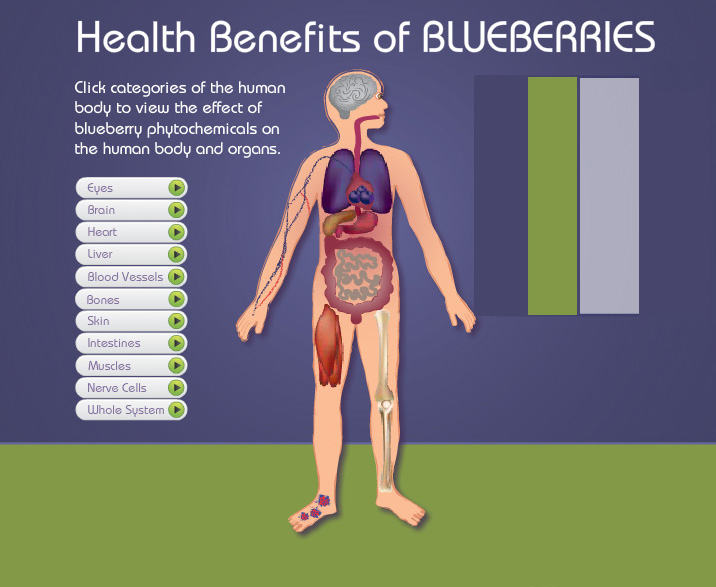 Health Benefits of BLUEBERRIES
Click categories of the human
body to view the effect of
blueberry phytochemicals on
the human body and organs.
Eyes
Brain
Heart
Liver
Blood Vessels
Bones
Skin
Intestines
Muscles
Nerve Cells
Whole System